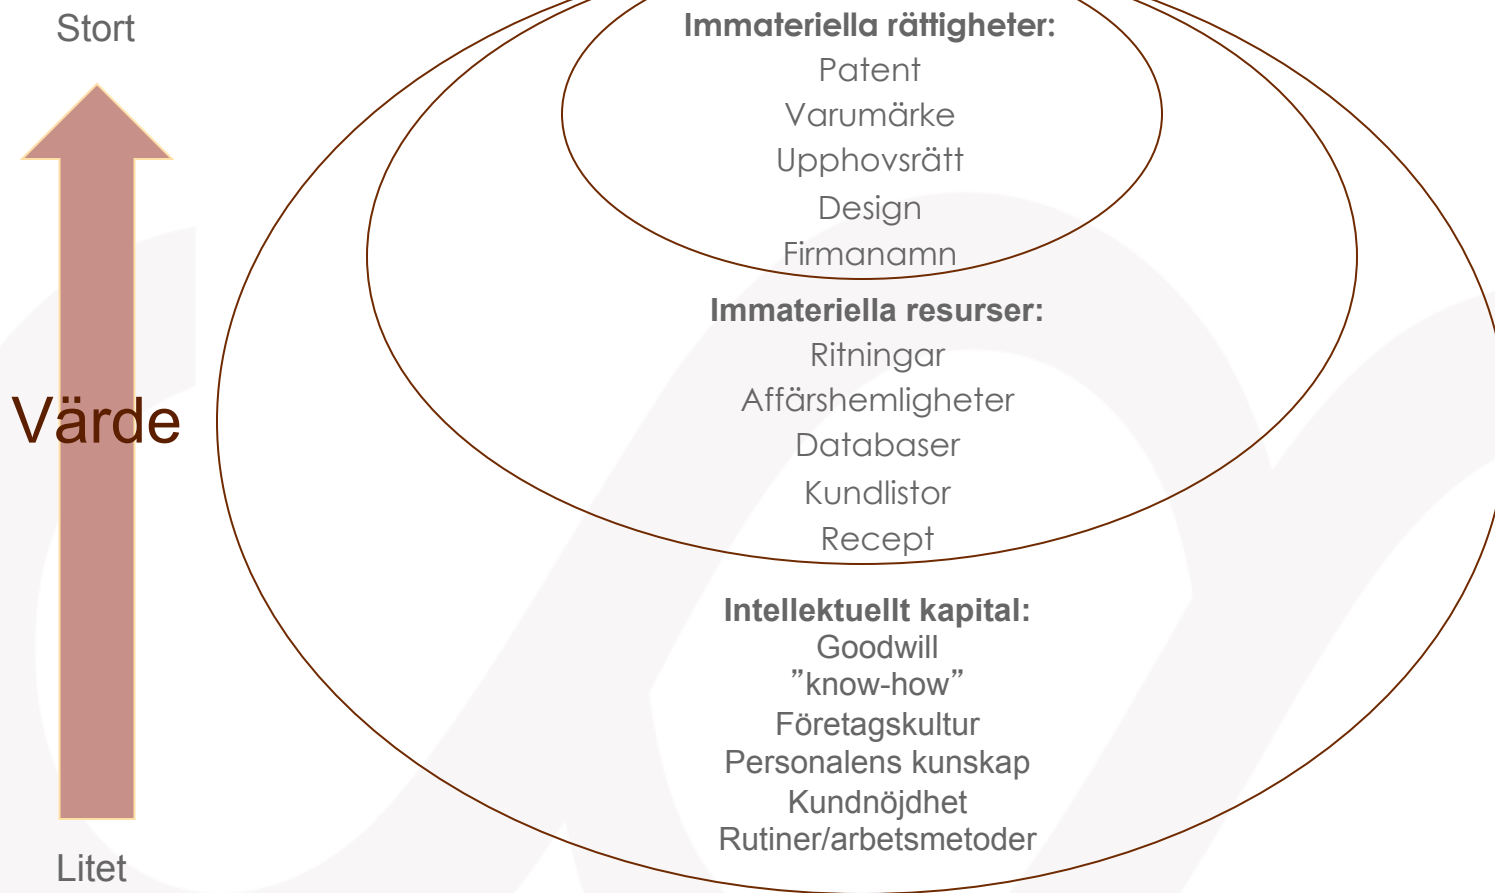 Stort
Värde
Litet
Immateriella rättigheter:
Patent
Varumärke
Upphovsrätt
Design
Firmanamn
Immateriella resurser:
Ritningar
Affärshemligheter
Databaser
Kundlistor
Recept
Intellektuellt kapital:
Goodwill
”know-how”
Företagskultur
Personalens kunskap
Kundnöjdhet
Rutiner/arbetsmetoder